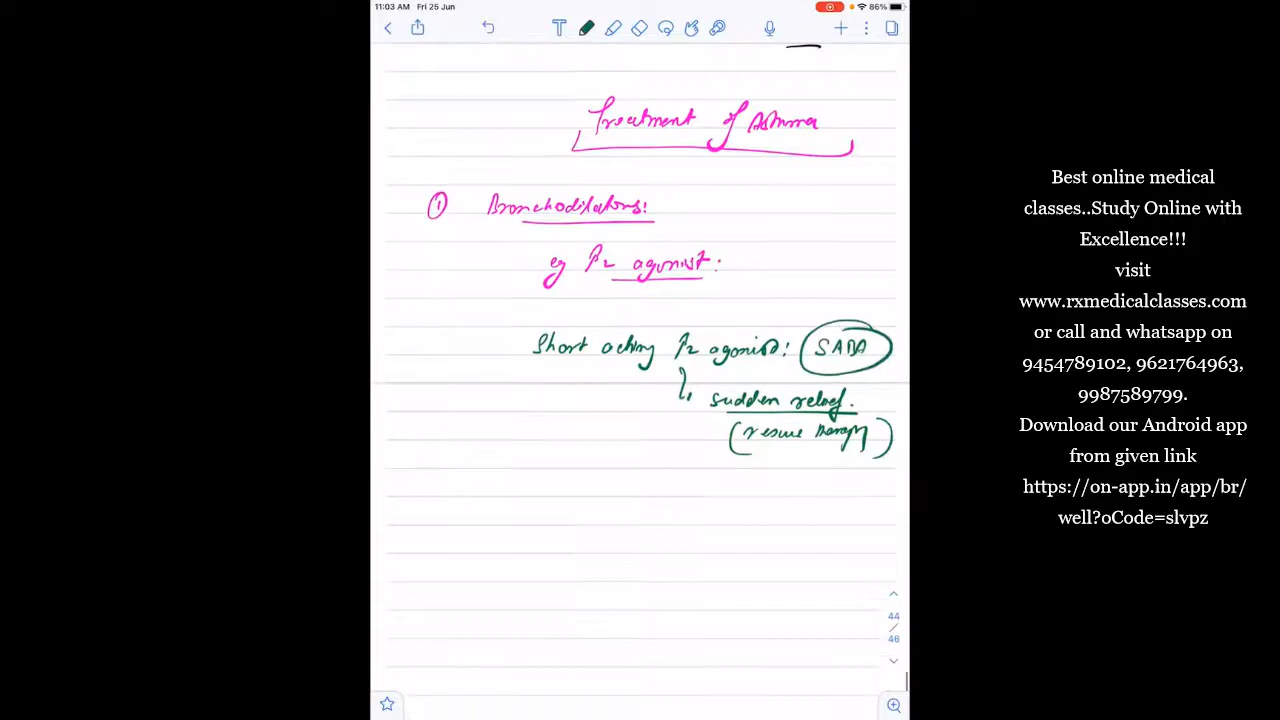 11:03 AM Fri 25 Jun
86%
Treatment of Asthma
① Bronchodilators:
eg β2 agonist:
Short acting β2 agonist: SABA
sudden relief.
(rescue therapy)
44
/
46
Best online medical
classes..Study Online with
Excellence!!!
visit
www.rxmedicalclasses.com
or call and whatsapp on
9454789102, 9621764963,
9987589799.
Download our Android app
from given link
https://on-app.in/app/br/
well?oCode=slvpz